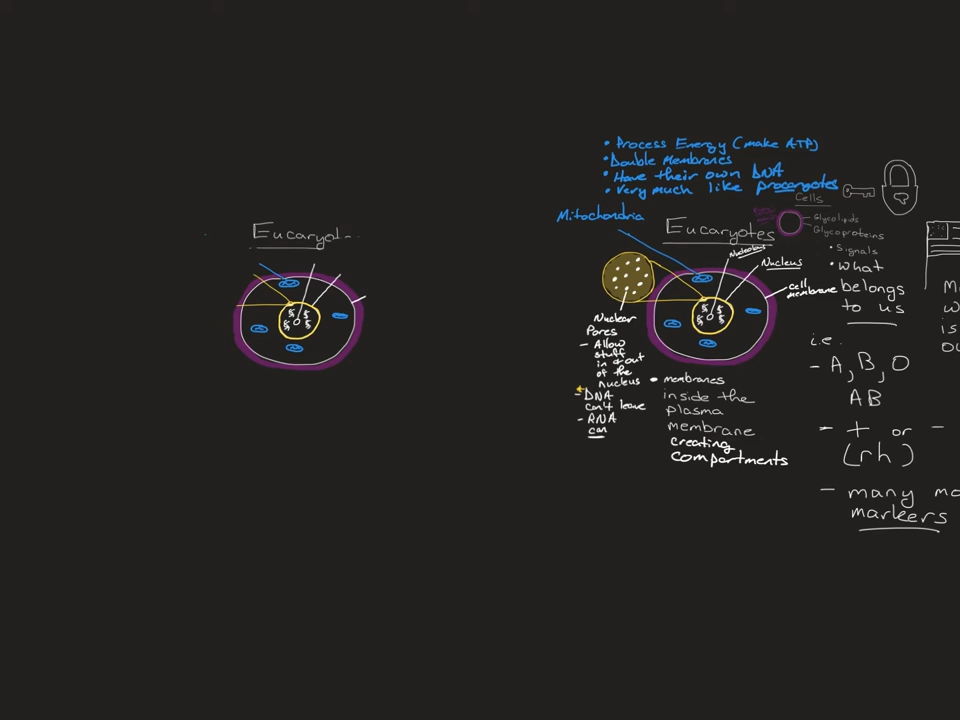 • Process Energy (make ATP)
• Double Membranes
• Have their own DNA
• Very much like procaryotes
Mitochondria
Eucaryotes
Nucleolus
Nucleus
cell
membrane
Nuclear
Pores
- Allow
stuff
in & out
of the
Nucleus
- DNA
can't leave
- RNA
can
• membranes
inside the
plasma
membrane
creating
compartments
Cells
Glycolipids
Glycoproteins
• Signals
• what
belongs
to us
i.e.
- A, B, O
AB
- + or -
(rh)
- many
markers
Eucaryot